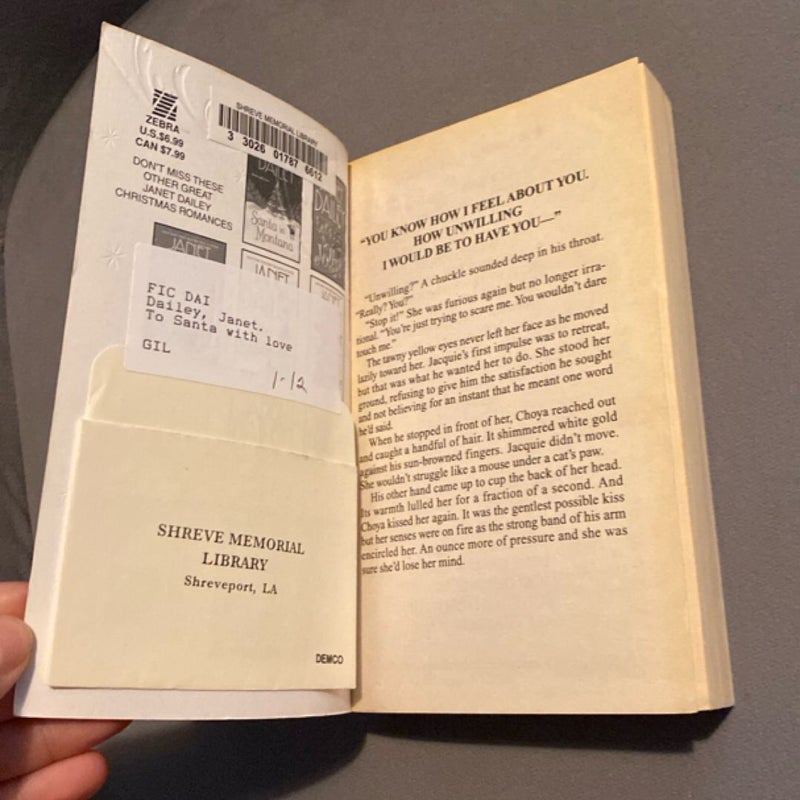 ZEBRA
U.S.$6.99
CAN $7.99
SHREVE MEMORIAL LIBRARY
3 3026 01787 6612
DON'T MISS THESE
OTHER GREAT
JANET DAILEY
CHRISTMAS ROMANCES
Santa in
Montana
JANET
JANET
FIC DAI
Dailey, Janet.
To Santa with love
GIL
1-12
SHREVE MEMORIAL
LIBRARY
Shreveport, LA
DEMCO
"YOU KNOW HOW I FEEL ABOUT YOU.
HOW UNWILLING
I WOULD BE TO HAVE YOU—"
"Unwilling?" A chuckle sounded deep in his throat.
"Really? You?"
"Stop it!" She was furious again but no longer irra-
tional. "You're just trying to scare me. You wouldn't dare
touch me."
The tawny yellow eyes never left her face as he moved
lazily toward her. Jacquie's first impulse was to retreat,
but that was what he wanted her to do. She stood her
ground, refusing to give him the satisfaction he sought
and not believing for an instant that he meant one word
he'd said.
When he stopped in front of her, Choya reached out
and caught a handful of hair. It shimmered white gold
against his sun-browned fingers. Jacquie didn't move.
She wouldn't struggle like a mouse under a cat's paw.
His other hand came up to cup the back of her head.
Its warmth lulled her for a fraction of a second. And
Choya kissed her again. It was the gentlest possible kiss
but her senses were on fire as the strong band of his arm
encircled her. An ounce more of pressure and she was
sure she'd lose her mind.